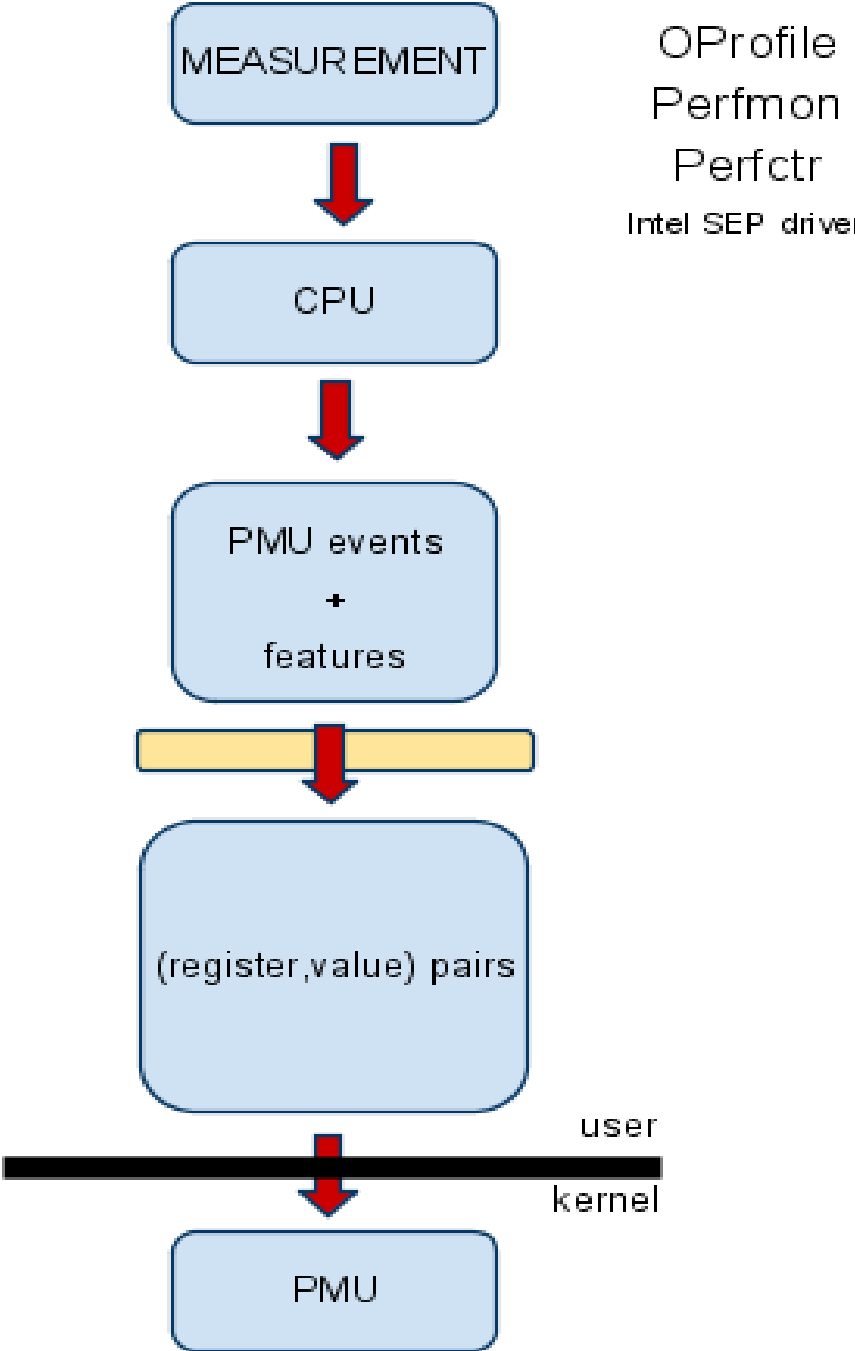 MEASUREMENT
OProfile
Perfmon
Perfctr
Intel SEP driver
CPU
PMU events
+
features
(register,value) pairs
user
kernel
PMU